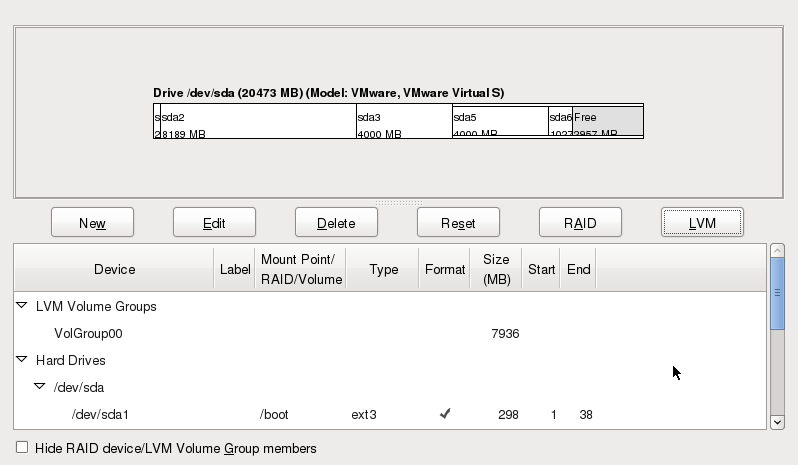 Drive /dev/sda (20473 MB) (Model: VMware, VMware Virtual S)
s sda2 sda3 sda5 sda6 Free
2 8189 MB 4000 MB 4000 MB 1027 2957 MB
New Edit Delete Reset RAID LVM
Device Label Mount Point/ RAID/Volume Type Format Size (MB) Start End
LVM Volume Groups
VolGroup00 7936
Hard Drives
/dev/sda
/dev/sda1 /boot ext3 298 1 38
Hide RAID device/LVM Volume Group members